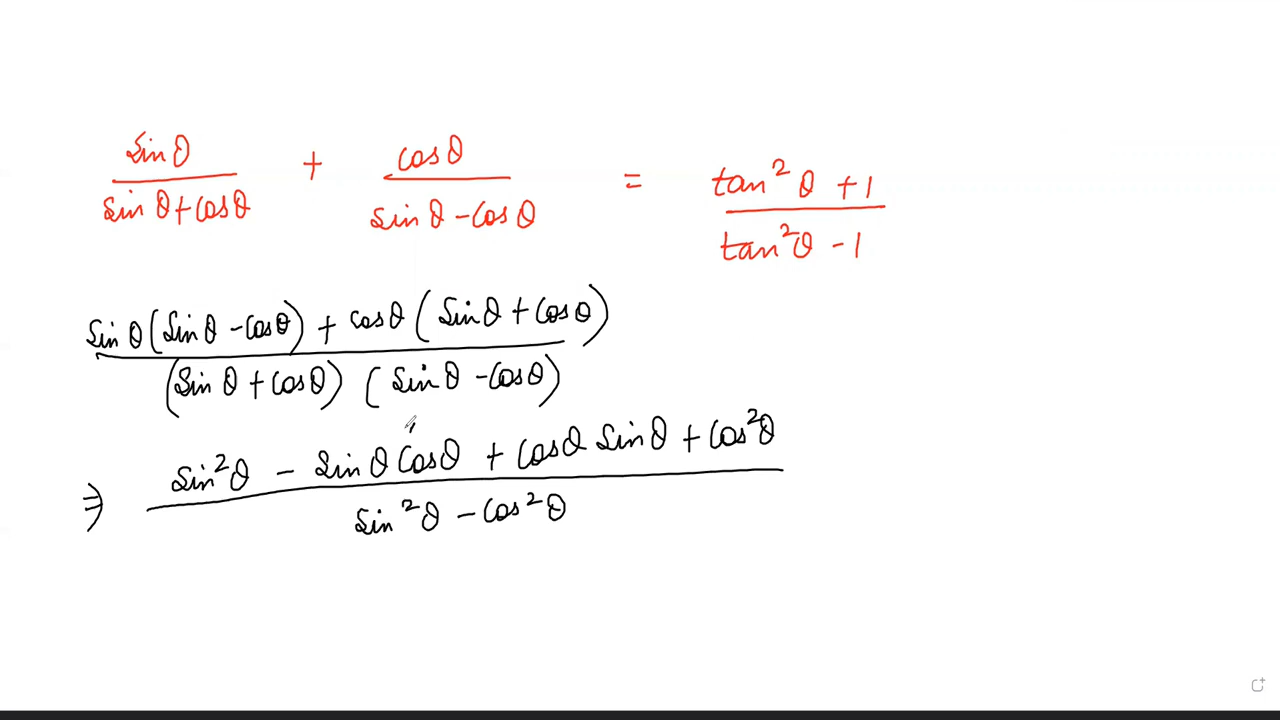 sinθ/(sinθ+cosθ) + cosθ/(sinθ-cosθ) = (tan²θ+1)/(tan²θ-1)
(sinθ(sinθ-cosθ)+cosθ(sinθ+cosθ))/((sinθ+cosθ)(sinθ-cosθ))
⇒ (sin²θ - sinθcosθ + cosθsinθ + cos²θ)/(sin²θ-cos²θ)